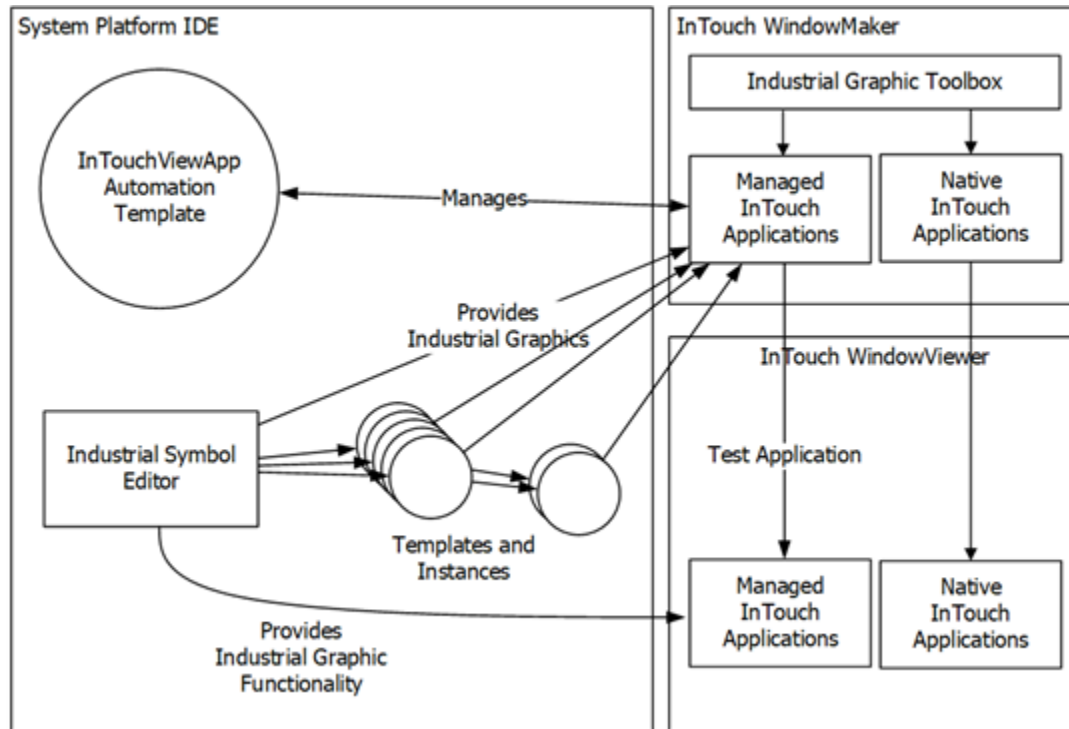 System Platform IDE
InTouchViewApp
Automation
Template
Manages
Provides
Industrial Graphics
Industrial Symbol
Editor
Templates and
Instances
Provides
Industrial Graphic
Functionality
InTouch WindowMaker
Industrial Graphic Toolbox
Managed
InTouch
Applications
Native
InTouch
Applications
InTouch WindowViewer
Test Application
Managed
InTouch
Applications
Native
InTouch
Applications